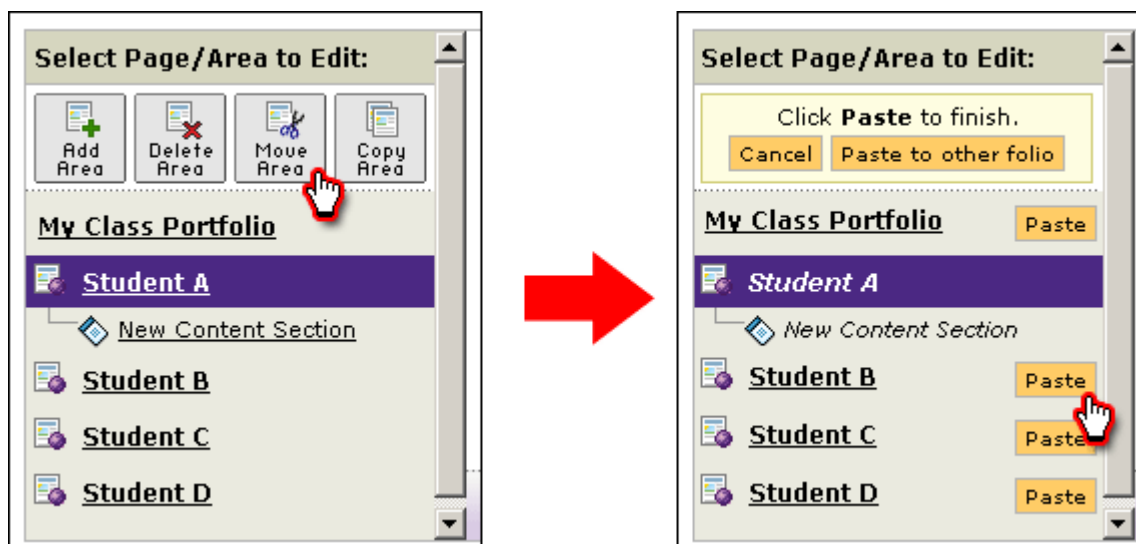 Select Page/Area to Edit:
Add Area
Delete Area
Move Area
Copy Area
My Class Portfolio
Student A
New Content Section
Student B
Student C
Student D
Select Page/Area to Edit:
Click Paste to finish.
Cancel Paste to other folio
My Class Portfolio Paste
Student A
New Content Section
Student B Paste
Student C Paste
Student D Paste